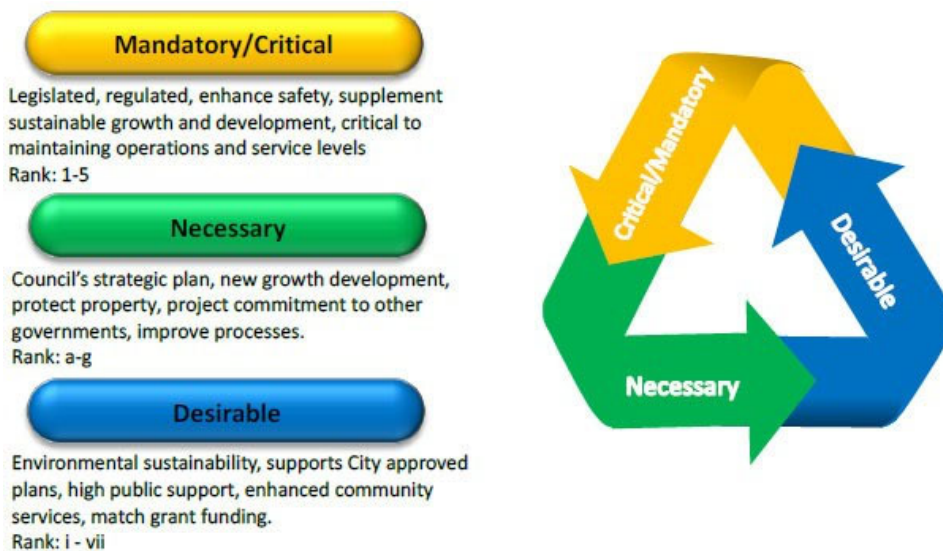 Mandatory/Critical
Legislated, regulated, enhance safety, supplement
sustainable growth and development, critical to
maintaining operations and service levels
Rank: 1-5
Necessary
Council's strategic plan, new growth development,
protect property, project commitment to other
governments, improve processes.
Rank: a-g
Desirable
Environmental sustainability, supports City approved
plans, high public support, enhanced community
services, match grant funding.
Rank: i - vii
Critical/Mandatory
Desirable
Necessary